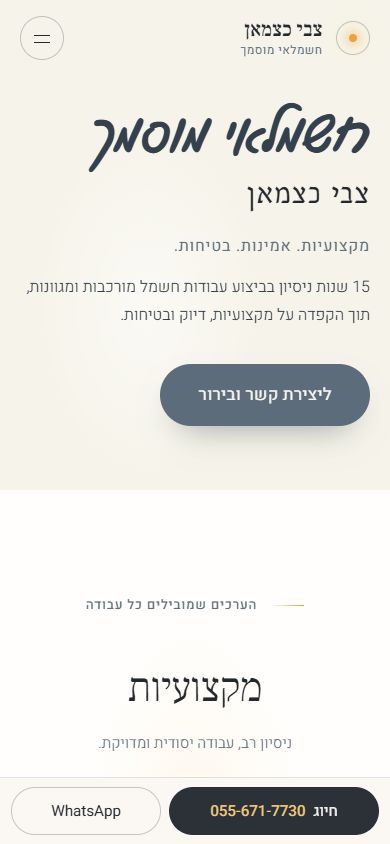 צבי כצמאן
חשמלאי מוסמך
חשמלאי מוסמך
צבי כצמאן
מקצועיות. אמינות. בטיחות.
15 שנות ניסיון בביצוע עבודות חשמל מורכבות ומגוונות,
תוך הקפדה על מקצועיות, דיוק ובטיחות.
ליצירת קשר ובירור
הערכים שמובילים כל עבודה
מקצועיות
ניסיון רב, עבודה יסודית ומדויקת.
חיוג 055-671-7730
WhatsApp